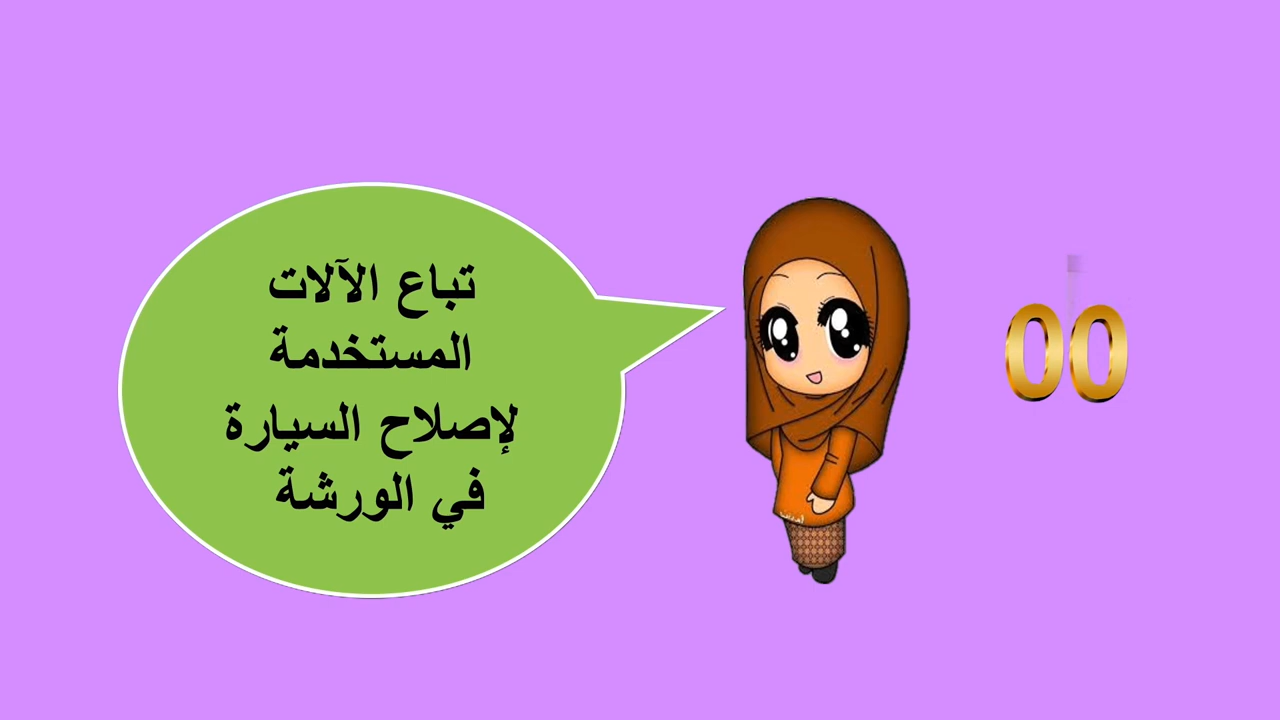 تباع الآلات
المستخدمة
لإصلاح السيارة
في الورشة
00